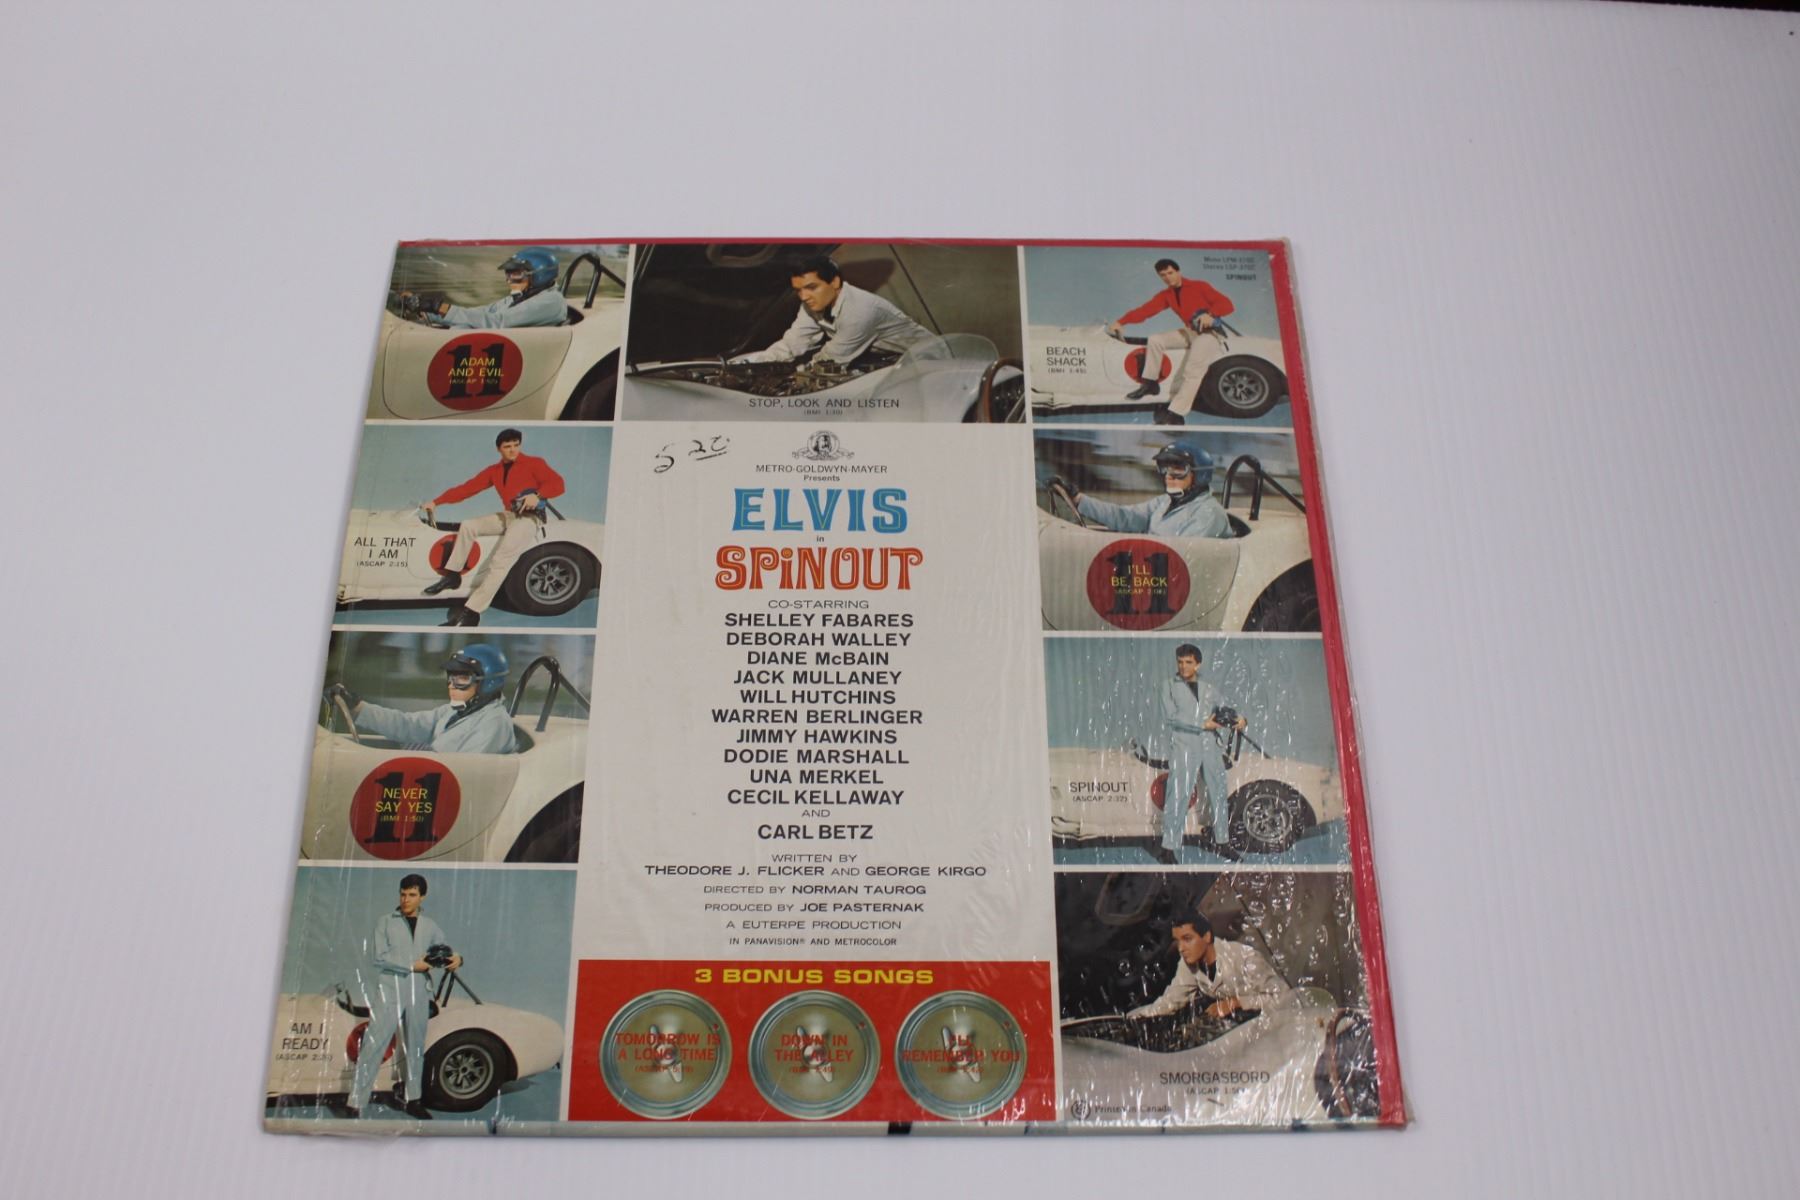 ADAM
AND EVIL
(ASCAP 1:52)
11
STOP, LOOK AND LISTEN
(BMI 1:30)
Mono LPM-3702
Stereo LSP-3702
SPINOUT
BEACH
SHACK
(BMI 1:45)
ALL THAT
I AM
(ASCAP 2:15)
5 20
METRO-GOLDWYN-MAYER
Presents
ELVIS
in
SPINOUT
CO-STARRING
SHELLEY FABARES
DEBORAH WALLEY
DIANE McBAIN
JACK MULLANEY
WILL HUTCHINS
WARREN BERLINGER
JIMMY HAWKINS
DODIE MARSHALL
UNA MERKEL
CECIL KELLAWAY
AND
CARL BETZ
WRITTEN BY
THEODORE J. FLICKER AND GEORGE KIRGO
DIRECTED BY NORMAN TAUROG
PRODUCED BY JOE PASTERNAK
A EUTERPE PRODUCTION
IN PANAVISION® AND METROCOLOR
I'LL
BE BACK
(ASCAP
11
NEVER
SAY YES
(BMI 1:50)
11
SPINOUT
(ASCAP 2:32)
AM I
READY
(ASCAP
3 BONUS SONGS
TOMORROW IS
A LONG TIME
(ASCAP
DOWN IN
THE ALLEY
(BMI
I'LL
REMEMBER YOU
(BMI
SMORGASBORD
(ASCAP
Printed in Canada